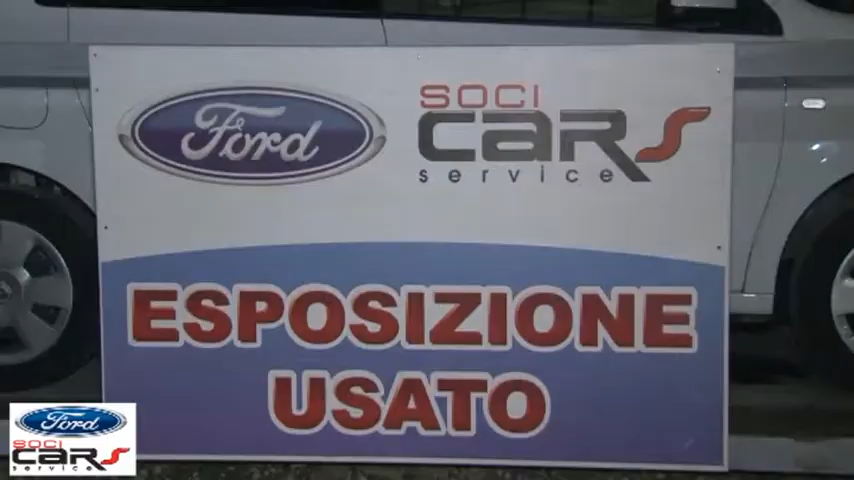 Ford
SOCI
CARS
service
ESPOSIZIONE
USATO
Ford
SOCI
CARS
service